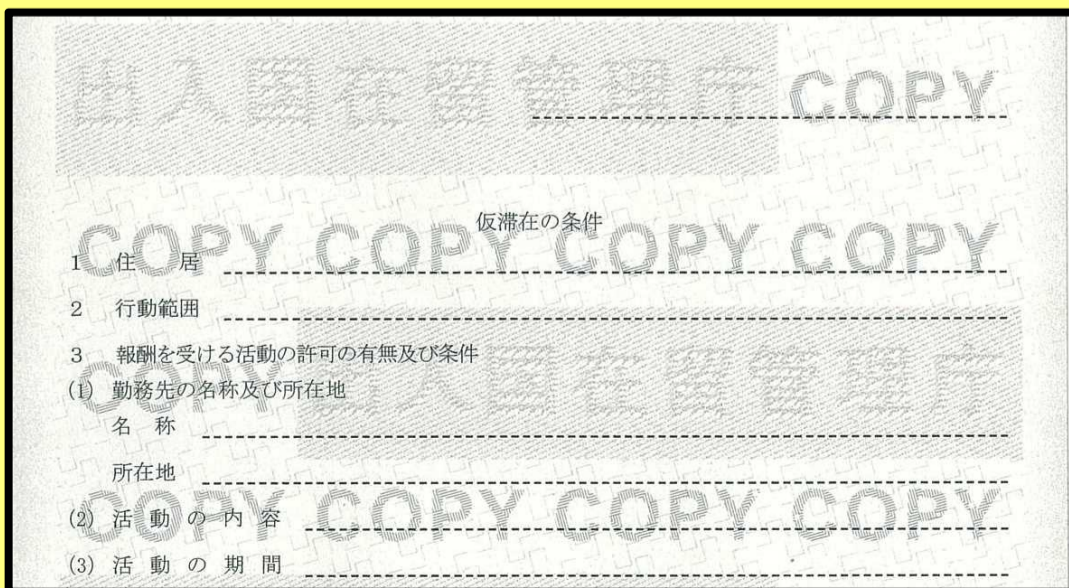 出入国在留管理庁 COPY
仮滞在の条件
COPY COPY COPY COPY
1 住 居
2 行動範囲
3 報酬を受ける活動の許可の有無及び条件
COPY 出入国在留管理庁
(1) 勤務先の名称及び所在地
名 称
所在地
COPY COPY COPY COPY
(2) 活 動 の 内 容
(3) 活 動 の 期 間